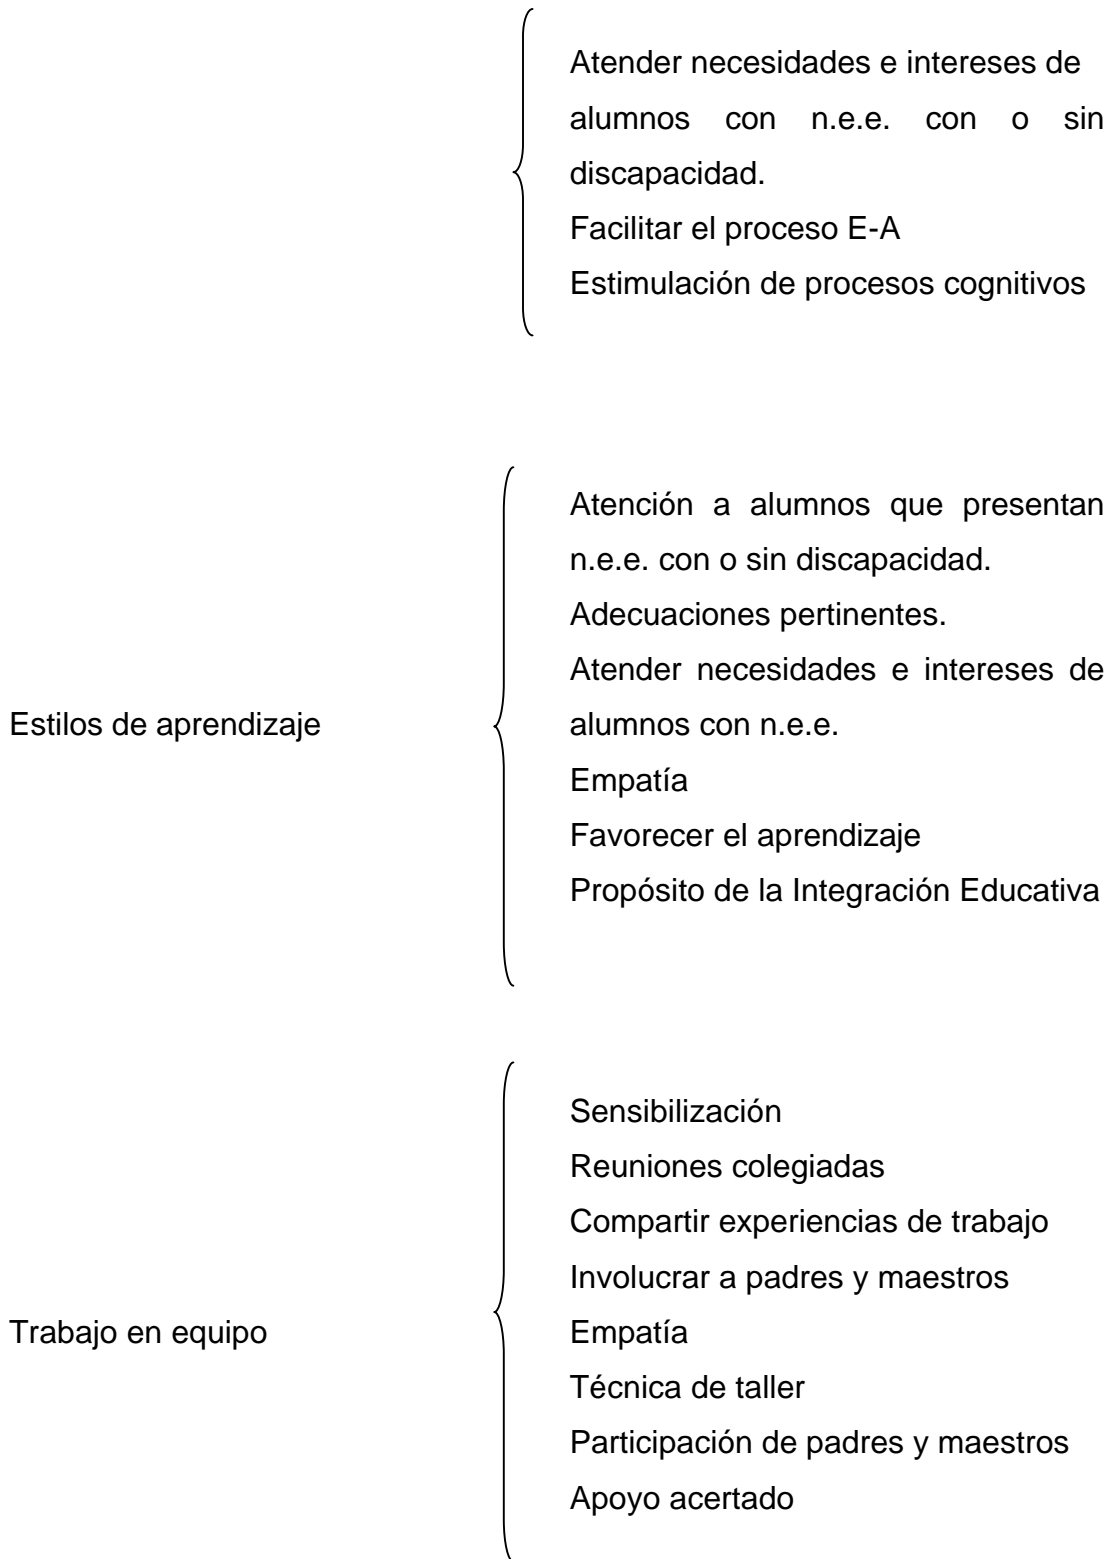 Atender necesidades e intereses de
alumnos con n.e.e. con o sin
discapacidad.
Facilitar el proceso E-A
Estimulación de procesos cognitivos
Atención a alumnos que presentan
n.e.e. con o sin discapacidad.
Adecuaciones pertinentes.
Atender necesidades e intereses de
Estilos de aprendizaje
alumnos con n.e.e.
Empatía
Favorecer el aprendizaje
Propósito de la Integración Educativa
Sensibilización
Reuniones colegiadas
Compartir experiencias de trabajo
Involucrar a padres y maestros
Trabajo en equipo
Empatía
Técnica de taller
Participación de padres y maestros
Apoyo acertado